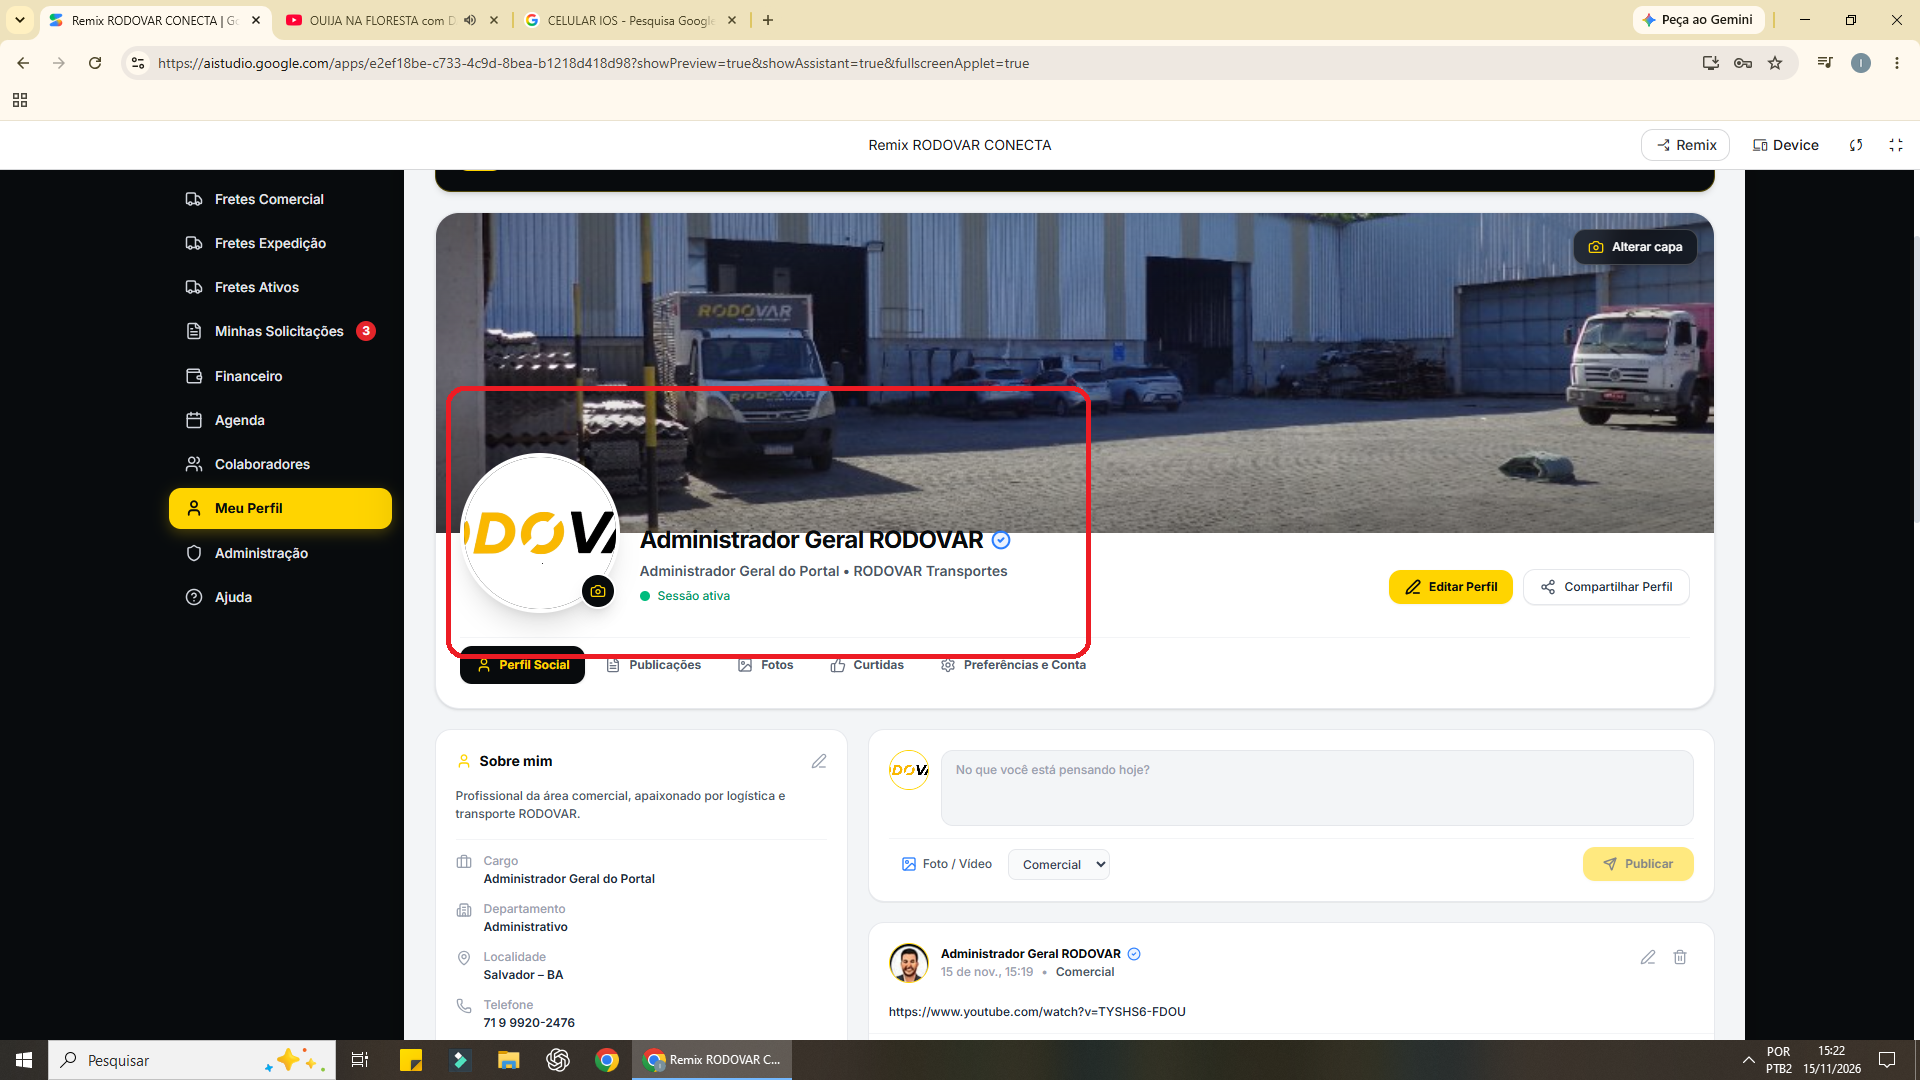 Remix RODOVAR CONECTA | Go
OUIJA NA FLORESTA com D
CELULAR IOS - Pesquisa Google
Peça ao Gemini
https://aistudio.google.com/apps/e2ef18be-c733-4c9d-8bea-b1218d418d98?showPreview=true&showAssistant=true&fullscreenApplet=true
I
Remix RODOVAR CONECTA
Remix
Device
Fretes Comercial
Fretes Expedição
Fretes Ativos
Minhas Solicitações
3
Financeiro
Agenda
Colaboradores
Meu Perfil
Administração
Ajuda
Alterar capa
RODOVAR
RODOVAR
ODOVA
Administrador Geral RODOVAR
Administrador Geral do Portal • RODOVAR Transportes
Sessão ativa
Editar Perfil
Compartilhar Perfil
Perfil Social
Publicações
Fotos
Curtidas
Preferências e Conta
Sobre mim
Profissional da área comercial, apaixonado por logística e
transporte RODOVAR.
Cargo
Administrador Geral do Portal
Departamento
Administrativo
Localidade
Salvador – BA
Telefone
71 9 9920-2476
ODOVA
No que você está pensando hoje?
Foto / Vídeo
Comercial
Publicar
Administrador Geral RODOVAR
15 de nov., 15:19 • Comercial
https://www.youtube.com/watch?v=TYSHS6-FDOU
Pesquisar
Remix RODOVAR C...
POR
PTB2
15:22
15/11/2026